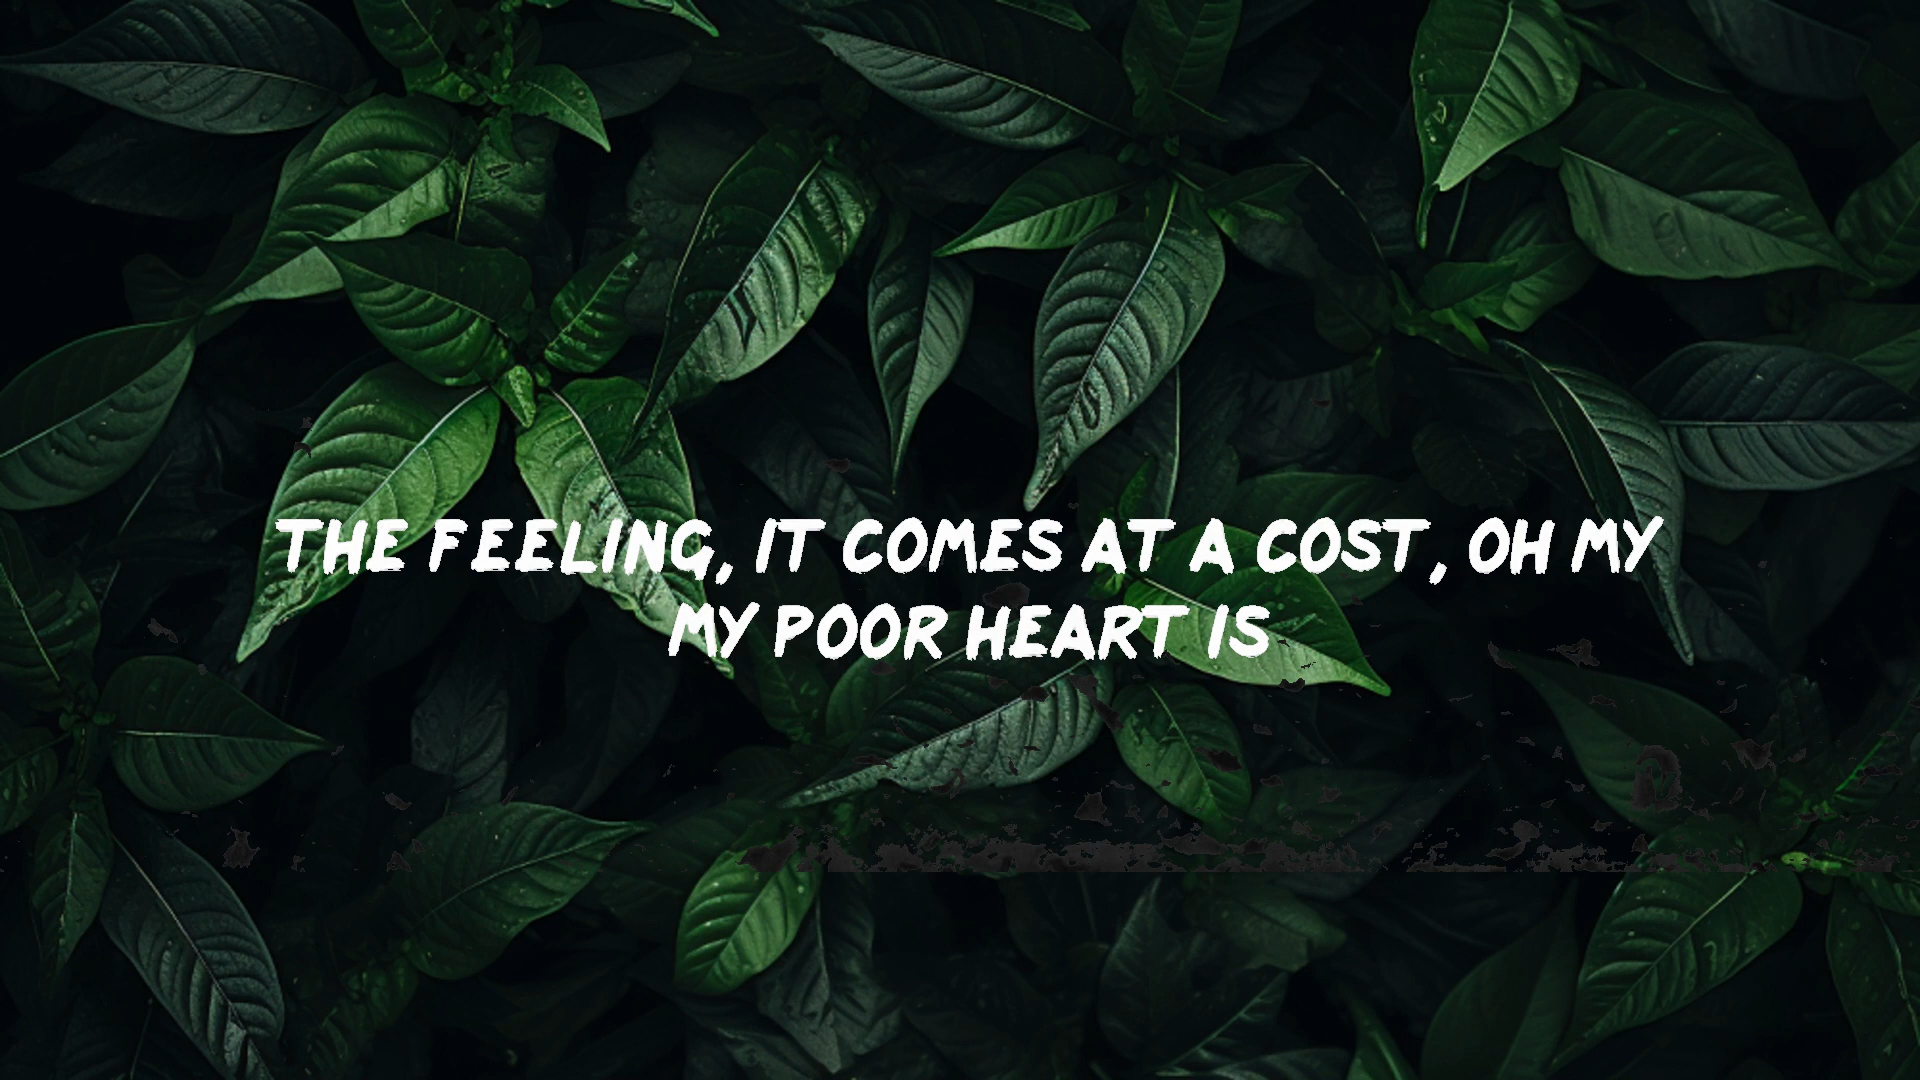 THE FEELING, IT COMES AT A COST, OH MY
MY POOR HEART IS